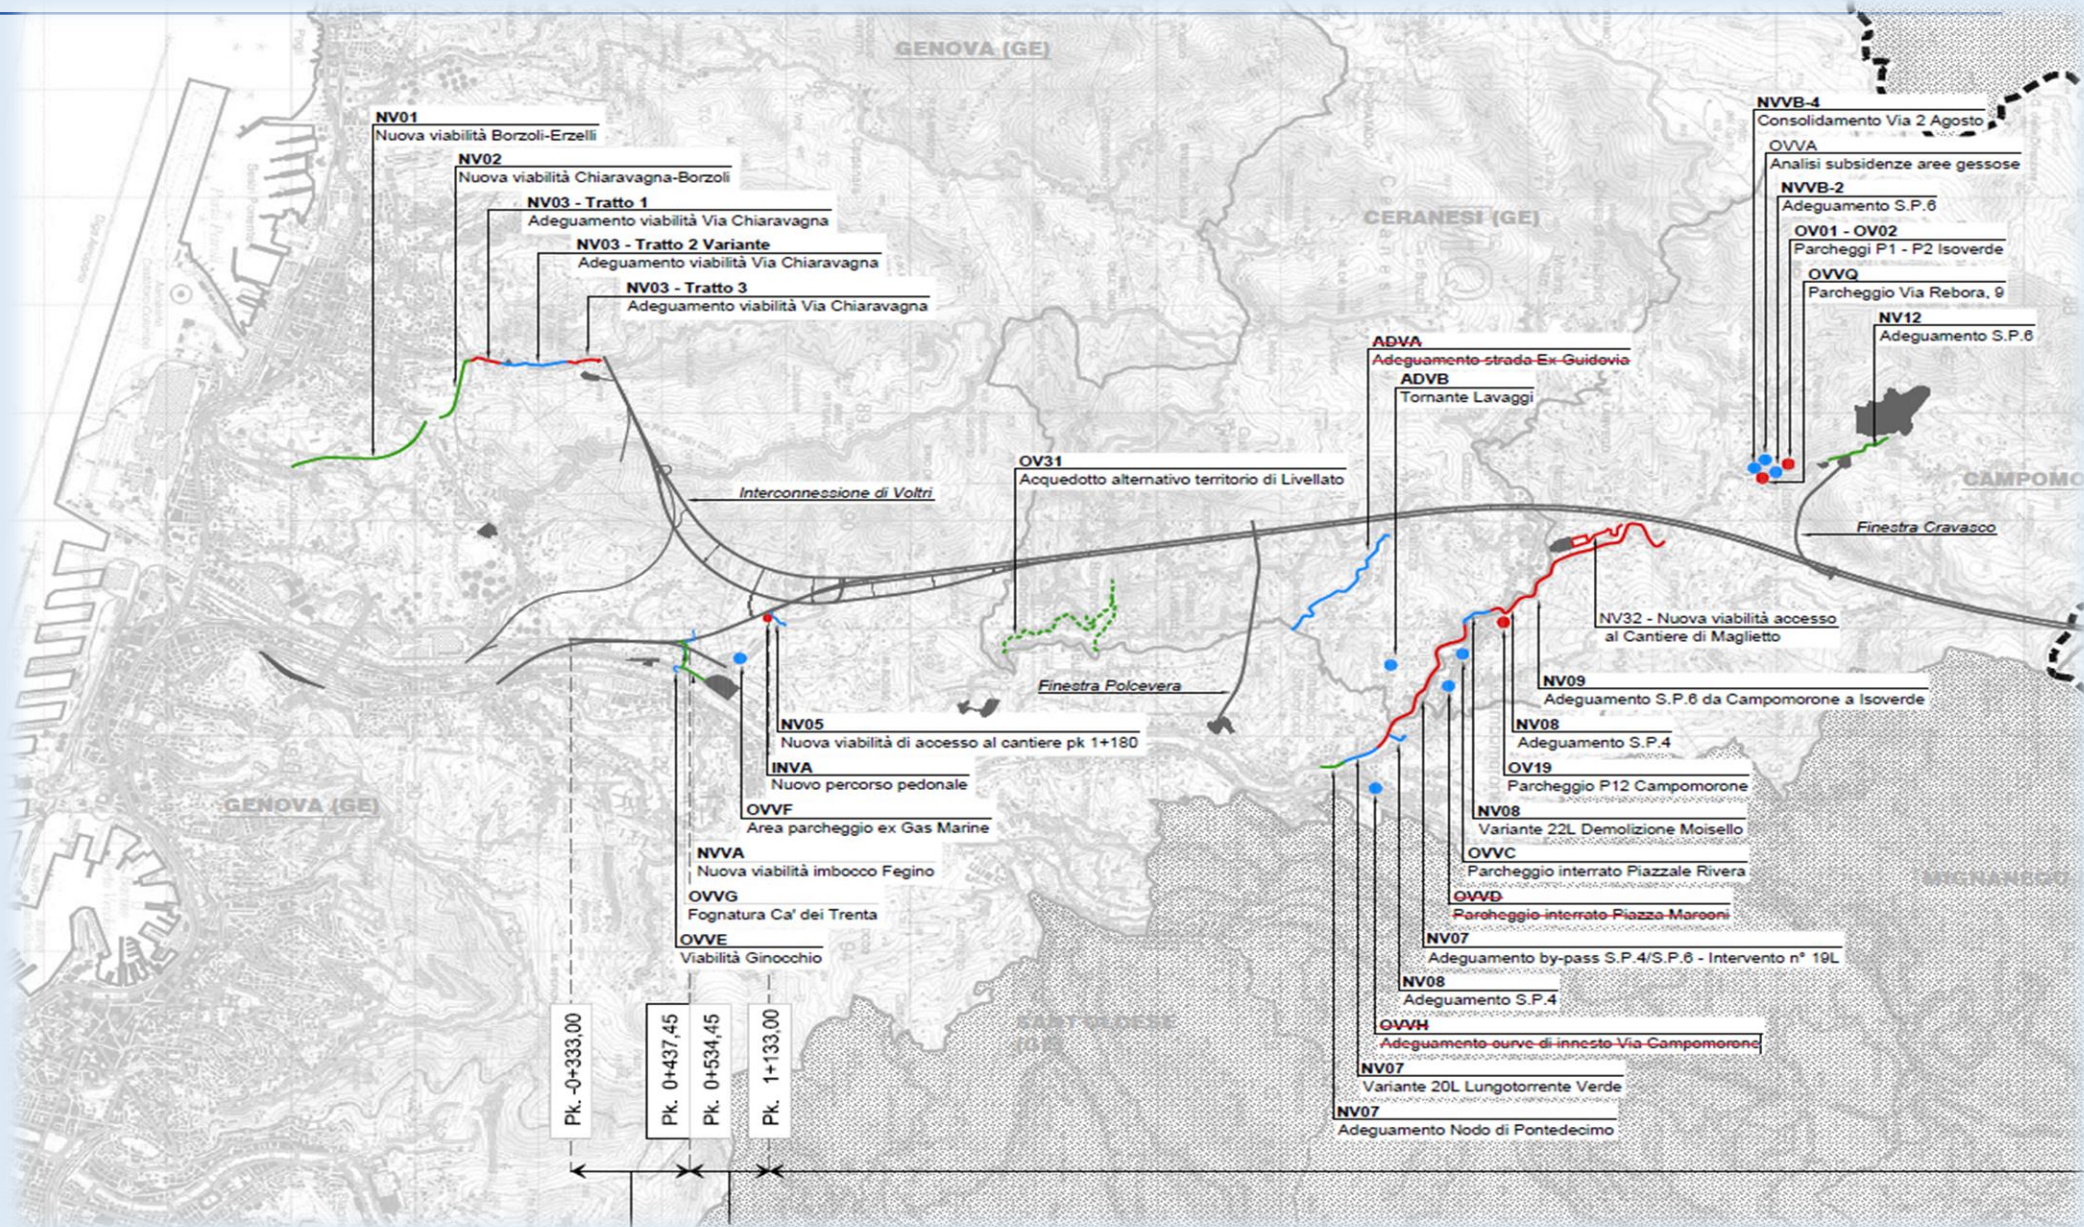 GENOVA (GE)
NV01
Nuova viabilità Borzoli-Erzelli
NV02
Nuova viabilità Chiaravagna-Borzoli
NV03 - Tratto 1
Adeguamento viabilità Via Chiaravagna
NV03 - Tratto 2 Variante
Adeguamento viabilità Via Chiaravagna
NV03 - Tratto 3
Adeguamento viabilità Via Chiaravagna
Interconnessione di Voltri
CERANESI (GE)
NVVB-4
Consolidamento Via 2 Agosto
OVVA
Analisi subsidenze aree gessose
NVVB-2
Adeguamento S.P.6
OV01 - OV02
Parcheggi P1 - P2 Isoverde
OVVQ
Parcheggio Via Rebora, 9
NV12
Adeguamento S.P.6
ADVA
Adeguamento strada Ex Guidovia
ADVB
Tornante Lavaggi
OV31
Acquedotto alternativo territorio di Livellato
CAMPOMO
Finestra Cravasco
NV32 - Nuova viabilità accesso
al Cantiere di Maglietto
Finestra Polcevera
NV09
Adeguamento S.P.6 da Campomorone a Isoverde
NV08
Adeguamento S.P.4
OV19
Parcheggio P12 Campomorone
NV08
Variante 22L Demolizione Moisello
OVVC
Parcheggio interrato Piazzale Rivera
OVVD
Parcheggio interrato Piazza Marconi
NV07
Adeguamento by-pass S.P.4/S.P.6 - Intervento n° 19L
NV08
Adeguamento S.P.4
OVVH
Adeguamento curve di innesto Via Campomorone
NV07
Variante 20L Lungotorrente Verde
NV07
Adeguamento Nodo di Pontedecimo
NV05
Nuova viabilità di accesso al cantiere pk 1+180
INVA
Nuovo percorso pedonale
OVVF
Area parcheggio ex Gas Marine
NVVA
Nuova viabilità imbocco Fegino
OVVG
Fognatura Ca' dei Trenta
OVVE
Viabilità Ginocchio
GENOVA (GE)
MIGNANEGO
SANT'OLCESE
(GE)
Pk. -0+333,00
Pk. 0+437,45
Pk. 0+534,45
Pk. 1+133,00